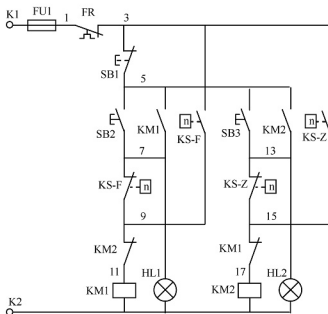 K1 FU1 1 FR 3
SB1
5
SB2 KM1 n KS-F SB3 KM2 n KS-Z
7 13
KS-F n KS-Z n
9 15
KM2 KM1
11 HL1 17 HL2
KM1 KM2
K2